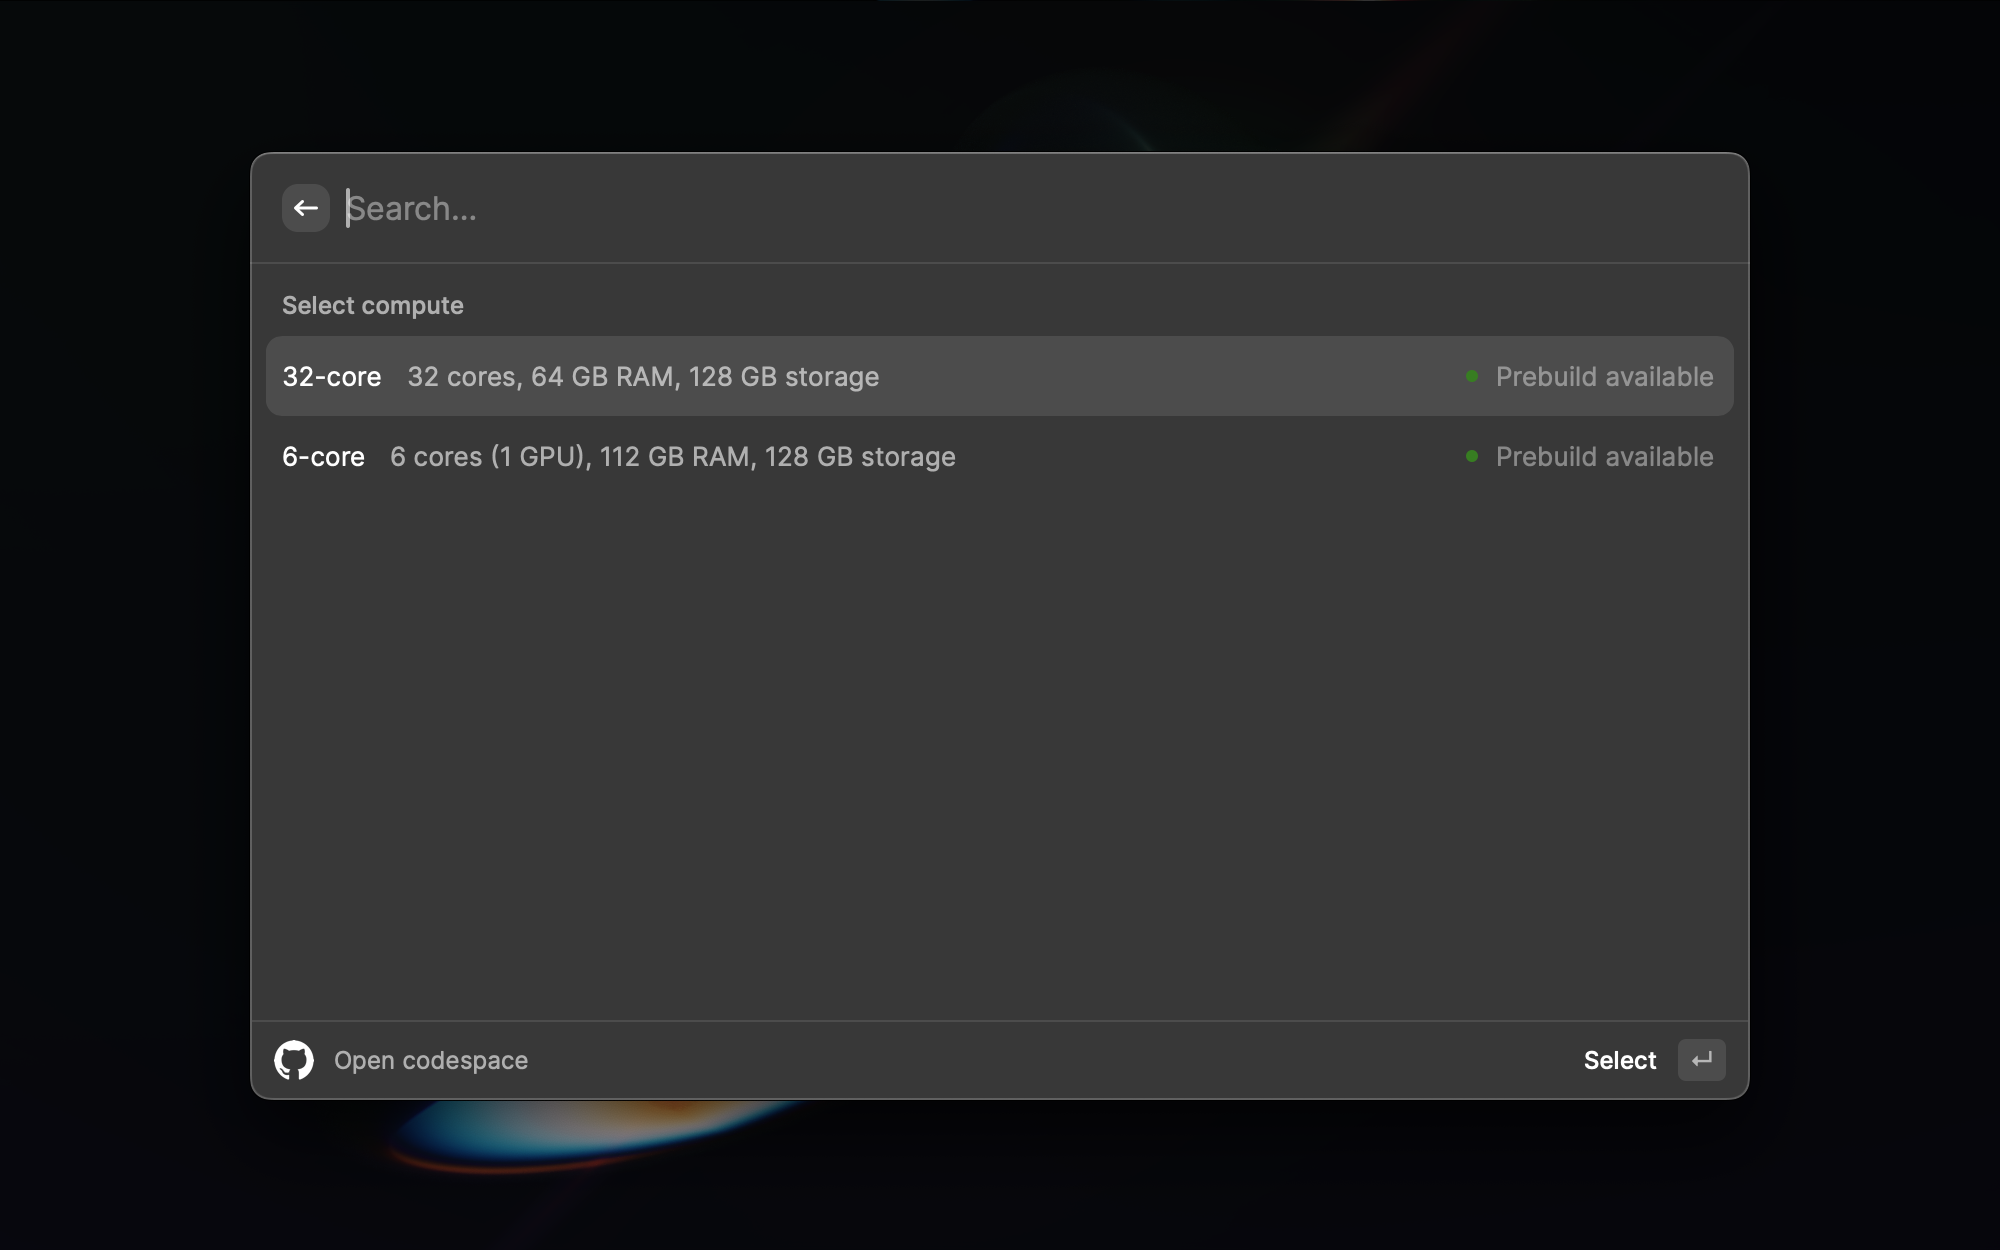 Search...
Select compute
32-core 32 cores, 64 GB RAM, 128 GB storage Prebuild available
6-core 6 cores (1 GPU), 112 GB RAM, 128 GB storage Prebuild available
Open codespace Select